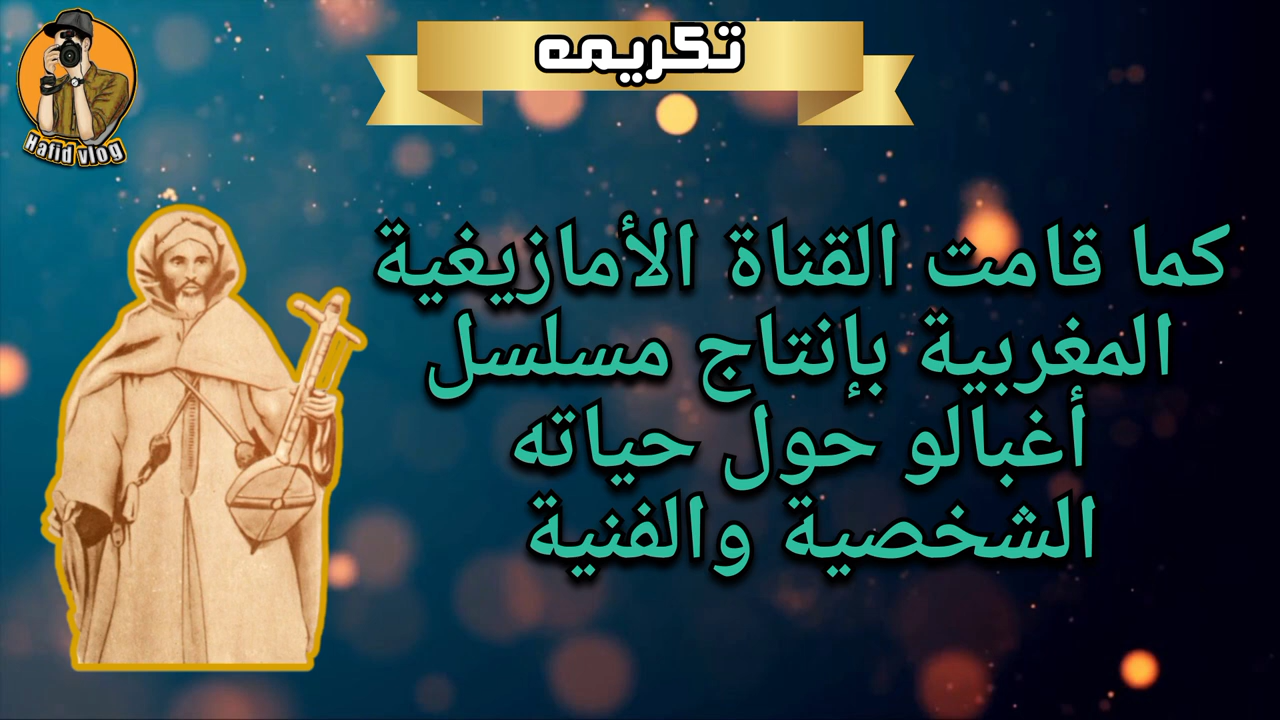 تكريمه
Hafid vlog
كما قامت القناة الأمازيغية
المغربية بإنتاج مسلسل
أغبالو حول حياته
الشخصية والفنية